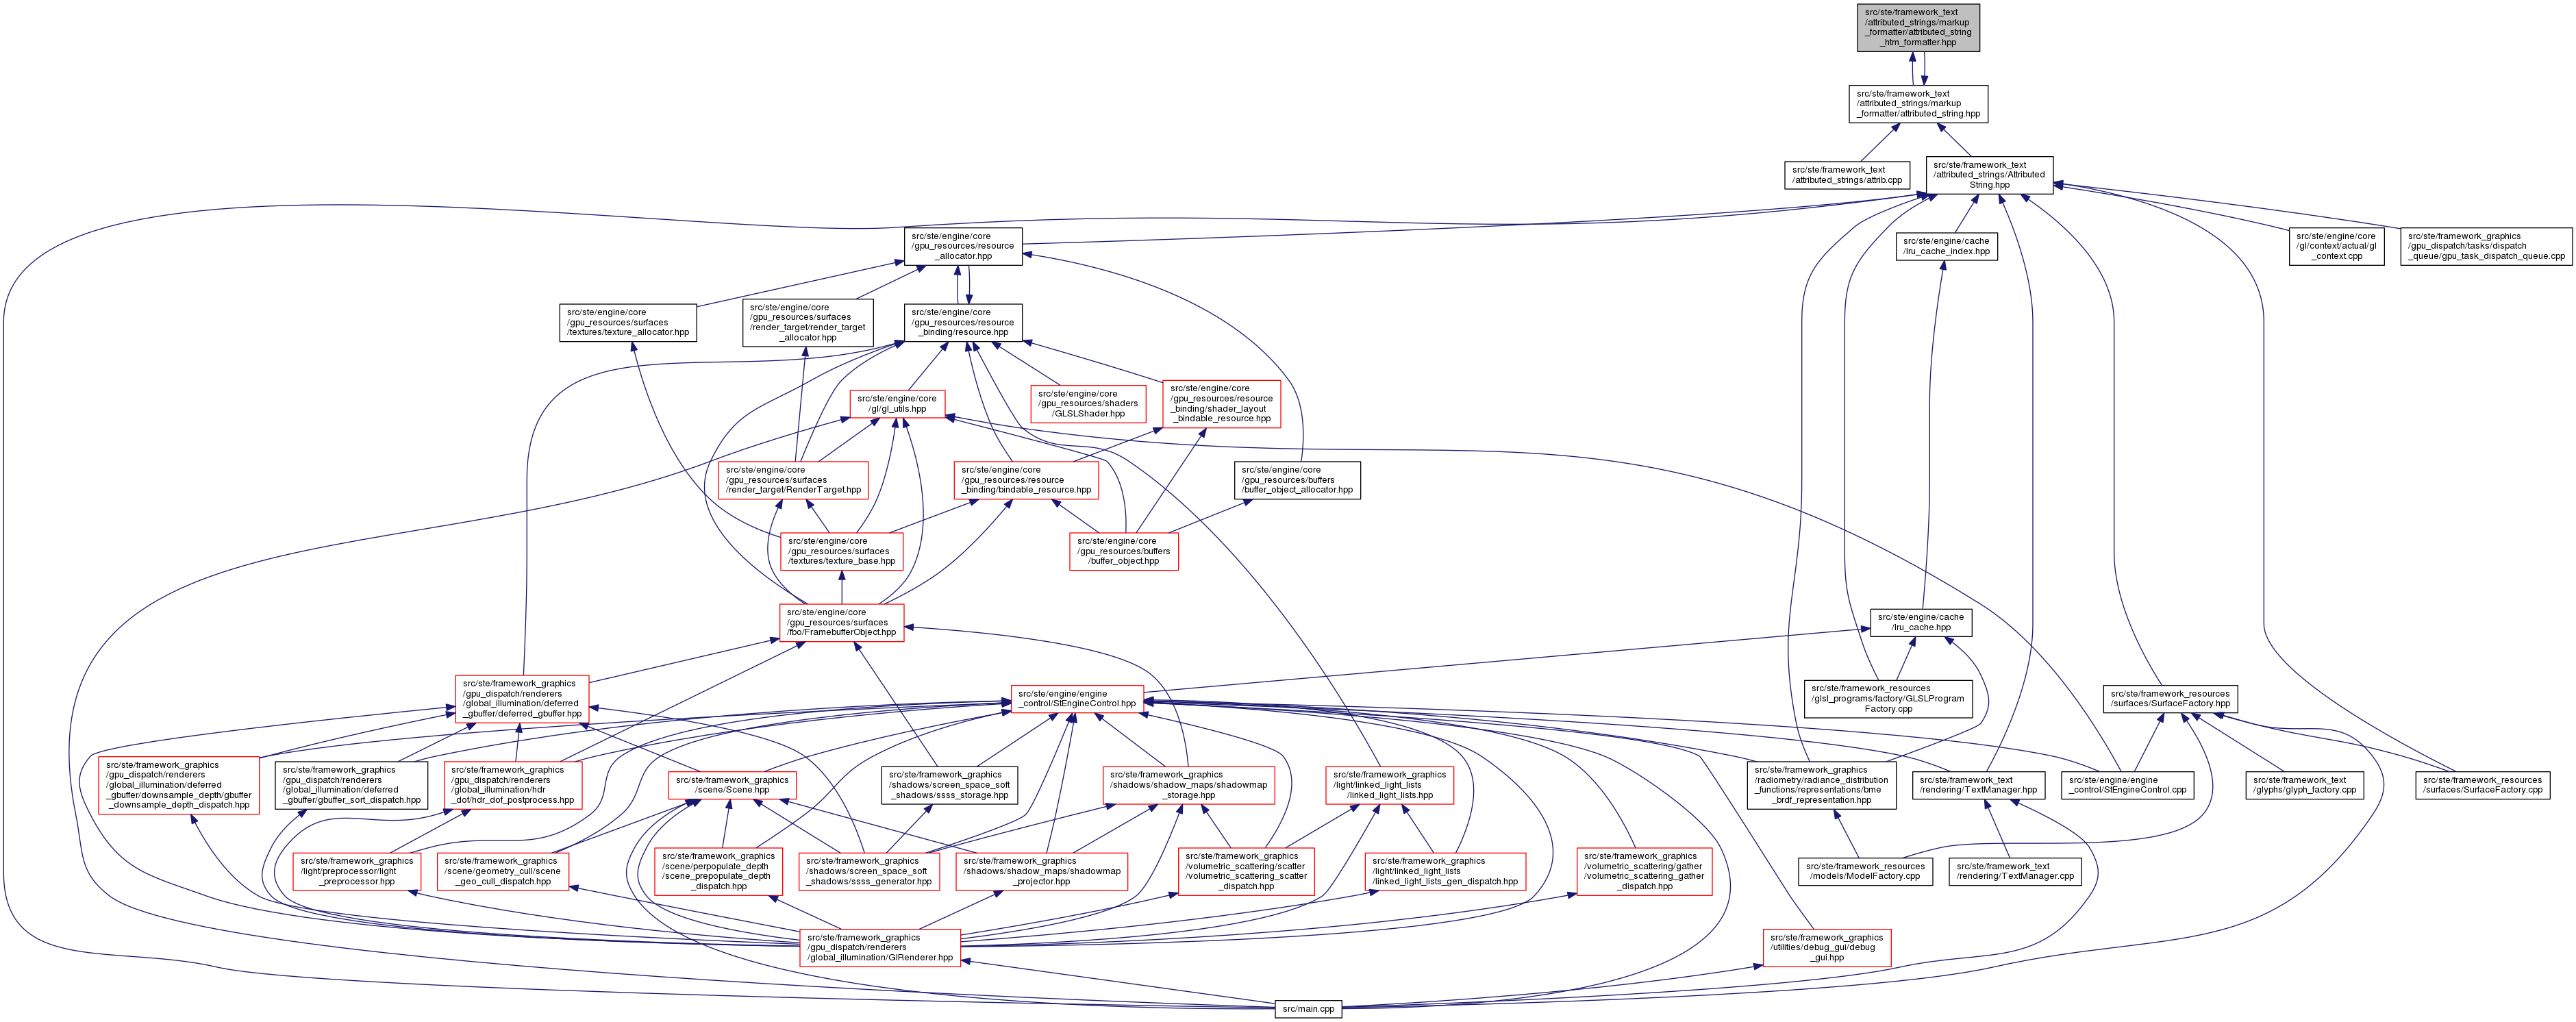 src/ste/framework_text
/attributed_strings/markup
_formatter/attributed_string
_htm_formatter.hpp
src/ste/framework_text
/attributed_strings/markup
_formatter/attributed_string.hpp
src/ste/framework_text
/attributed_strings/attrib.cpp
src/ste/framework_text
/attributed_strings/Attributed
String.hpp
src/ste/engine/core
/gpu_resources/resource
_allocator.hpp
src/ste/engine/cache
/lru_cache_index.hpp
src/ste/engine/core
/gl/context/actual/gl
_context.cpp
src/ste/framework_graphics
/gpu_dispatch/tasks/dispatch
_queue/gpu_task_dispatch_queue.cpp
src/ste/engine/core
/gpu_resources/surfaces
/textures/texture_allocator.hpp
src/ste/engine/core
/gpu_resources/surfaces
/render_target/render_target
_allocator.hpp
src/ste/engine/core
/gpu_resources/resource
_binding/resource.hpp
src/ste/engine/core
/gl/gl_utils.hpp
src/ste/engine/core
/gpu_resources/shaders
/GLSLShader.hpp
src/ste/engine/core
/gpu_resources/resource
_binding/shader_layout
_bindable_resource.hpp
src/ste/engine/core
/gpu_resources/surfaces
/render_target/RenderTarget.hpp
src/ste/engine/core
/gpu_resources/resource
_binding/bindable_resource.hpp
src/ste/engine/core
/gpu_resources/buffers
/buffer_object_allocator.hpp
src/ste/engine/core
/gpu_resources/surfaces
/textures/texture_base.hpp
src/ste/engine/core
/gpu_resources/buffers
/buffer_object.hpp
src/ste/engine/core
/gpu_resources/surfaces
/fbo/FramebufferObject.hpp
src/ste/engine/cache
/lru_cache.hpp
src/ste/framework_graphics
/gpu_dispatch/renderers
/global_illumination/deferred
_gbuffer/deferred_gbuffer.hpp
src/ste/engine/engine
_control/StEngineControl.hpp
src/ste/framework_resources
/glsl_programs/factory/GLSLProgram
Factory.cpp
src/ste/framework_resources
/surfaces/SurfaceFactory.hpp
src/ste/framework_graphics
/gpu_dispatch/renderers
/global_illumination/deferred
_gbuffer/downsample_depth/gbuffer
_downsample_depth_dispatch.hpp
src/ste/framework_graphics
/gpu_dispatch/renderers
/global_illumination/deferred
_gbuffer/gbuffer_sort_dispatch.hpp
src/ste/framework_graphics
/gpu_dispatch/renderers
/global_illumination/hdr
_dof/hdr_dof_postprocess.hpp
src/ste/framework_graphics
/scene/Scene.hpp
src/ste/framework_graphics
/shadows/screen_space_soft
_shadows/ssss_storage.hpp
src/ste/framework_graphics
/shadows/shadow_maps/shadowmap
_storage.hpp
src/ste/framework_graphics
/light/linked_light_lists
/linked_light_lists.hpp
src/ste/framework_graphics
/radiometry/radiance_distribution
_functions/representations/bme
_brdf_representation.hpp
src/ste/framework_text
/rendering/TextManager.hpp
src/ste/engine/engine
_control/StEngineControl.cpp
src/ste/framework_text
/glyphs/glyph_factory.cpp
src/ste/framework_resources
/surfaces/SurfaceFactory.cpp
src/ste/framework_graphics
/light/preprocessor/light
_preprocessor.hpp
src/ste/framework_graphics
/scene/geometry_cull/scene
_geo_cull_dispatch.hpp
src/ste/framework_graphics
/scene/perpopulate_depth
/scene_prepopulate_depth
_dispatch.hpp
src/ste/framework_graphics
/shadows/screen_space_soft
_shadows/ssss_generator.hpp
src/ste/framework_graphics
/shadows/shadow_maps/shadowmap
_projector.hpp
src/ste/framework_graphics
/volumetric_scattering/scatter
/volumetric_scattering_scatter
_dispatch.hpp
src/ste/framework_graphics
/light/linked_light_lists
/linked_light_lists_gen_dispatch.hpp
src/ste/framework_graphics
/volumetric_scattering/gather
/volumetric_scattering_gather
_dispatch.hpp
src/ste/framework_resources
/models/ModelFactory.cpp
src/ste/framework_text
/rendering/TextManager.cpp
src/ste/framework_graphics
/gpu_dispatch/renderers
/global_illumination/GIRenderer.hpp
src/ste/framework_graphics
/utilities/debug_gui/debug
_gui.hpp
src/main.cpp